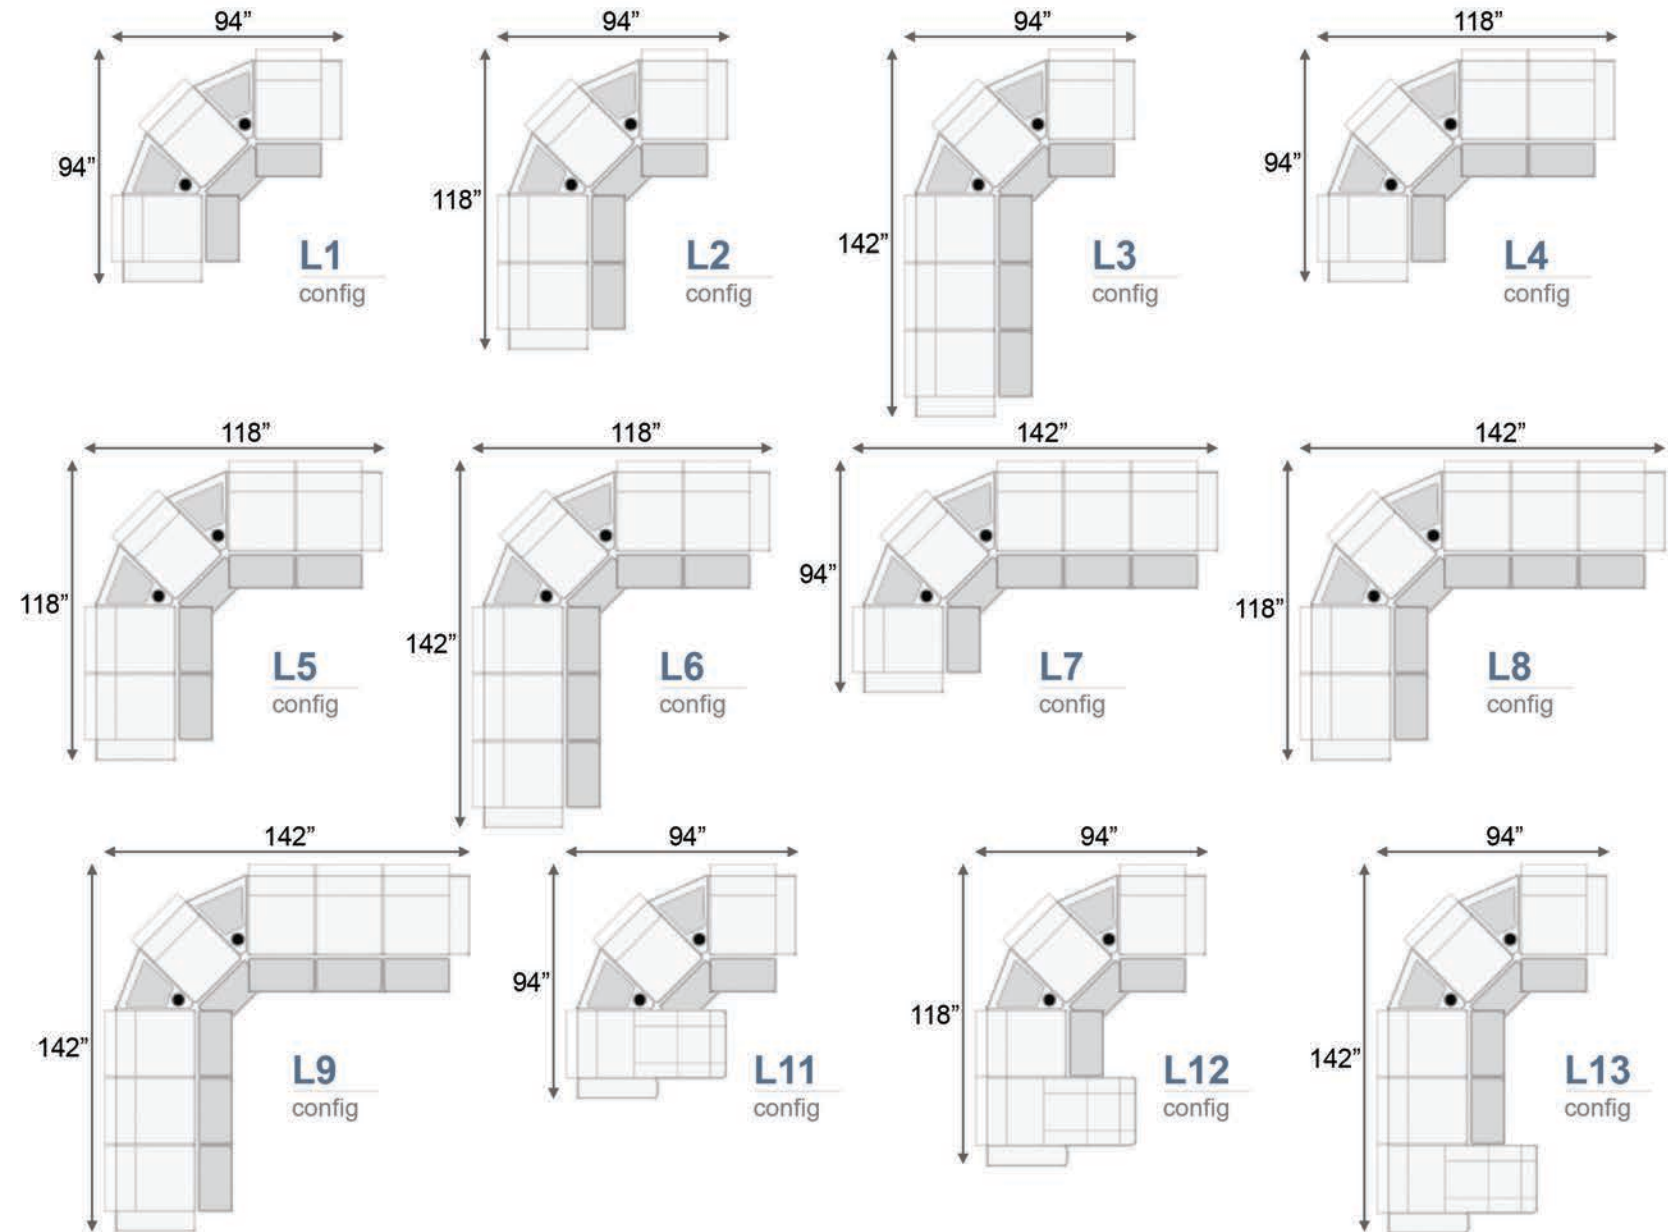 94”
94”
L1
config
94”
118”
L2
config
94”
142”
L3
config
118”
94”
L4
config
118”
118”
L5
config
118”
142”
L6
config
142”
94”
L7
config
142”
118”
L8
config
142”
142”
L9
config
94”
94”
L11
config
94”
118”
L12
config
94”
142”
L13
config